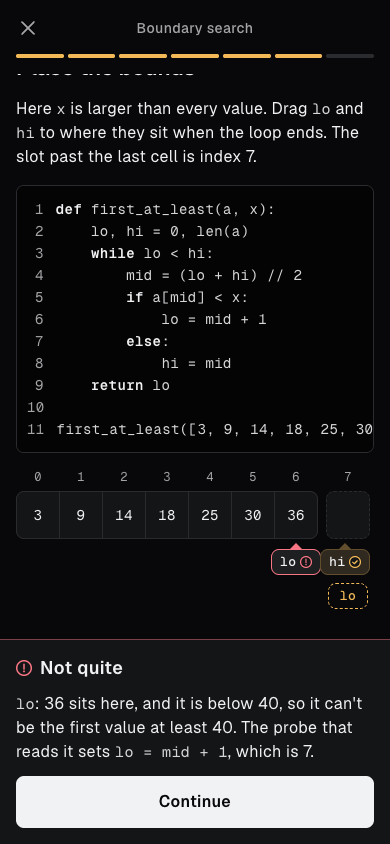 Boundary search
Here x is larger than every value. Drag lo and
hi to where they sit when the loop ends. The
slot past the last cell is index 7.
1 def first_at_least(a, x):
2     lo, hi = 0, len(a)
3     while lo < hi:
4         mid = (lo + hi) // 2
5         if a[mid] < x:
6             lo = mid + 1
7         else:
8             hi = mid
9     return lo
10
11 first_at_least([3, 9, 14, 18, 25, 30
0 1 2 3 4 5 6 7
3 9 14 18 25 30 36
lo hi
lo
Not quite
lo: 36 sits here, and it is below 40, so it can't
be the first value at least 40. The probe that
reads it sets lo = mid + 1, which is 7.
Continue